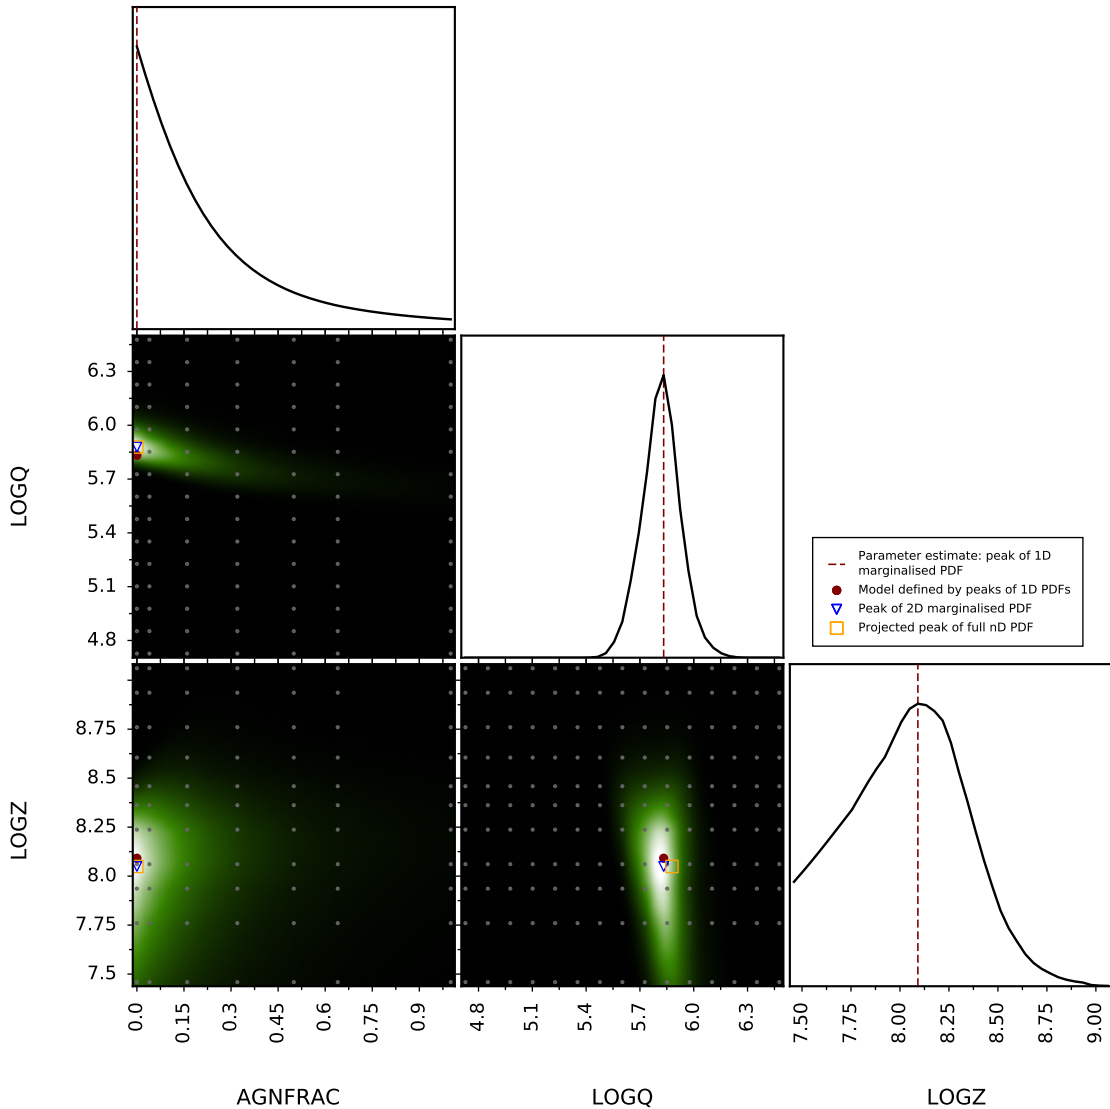 6.3
6.0
5.7
5.4
5.1
4.8
LOGQ
Parameter estimate: peak of 1D
marginalised PDF
Model defined by peaks of 1D PDFs
Peak of 2D marginalised PDF
Projected peak of full nD PDF
8.75
8.5
8.25
8.0
7.75
7.5
LOGZ
0.0 0.15 0.3 0.45 0.6 0.75 0.9
4.8 5.1 5.4 5.7 6.0 6.3
7.50 7.75 8.00 8.25 8.50 8.75 9.00
AGNFRAC LOGQ LOGZ